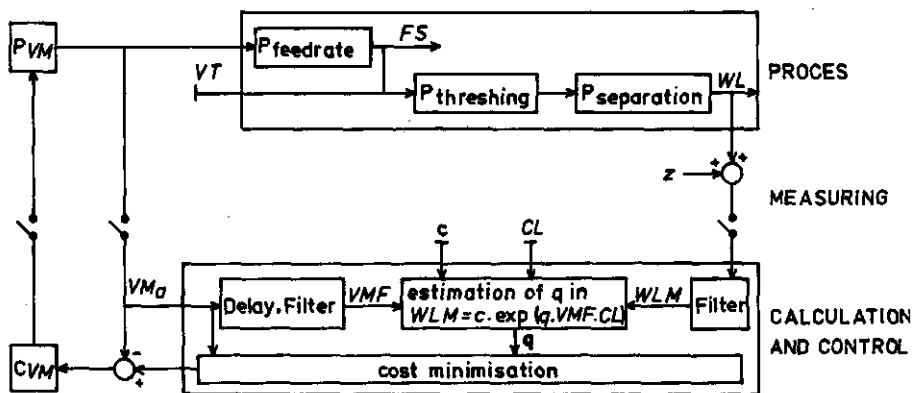 PVM
Pfeedrate
FS
VT
Pthreshing
Pseparation
WL
PROCES
z
+ +
MEASURING
c
CL
VMa
Delay.Filter
VMF
estimation of q in
WLM=c.exp(q.VMF.CL)
WLM
Filter
CALCULATION
AND CONTROL
q
CVM
-
+
cost minimisation